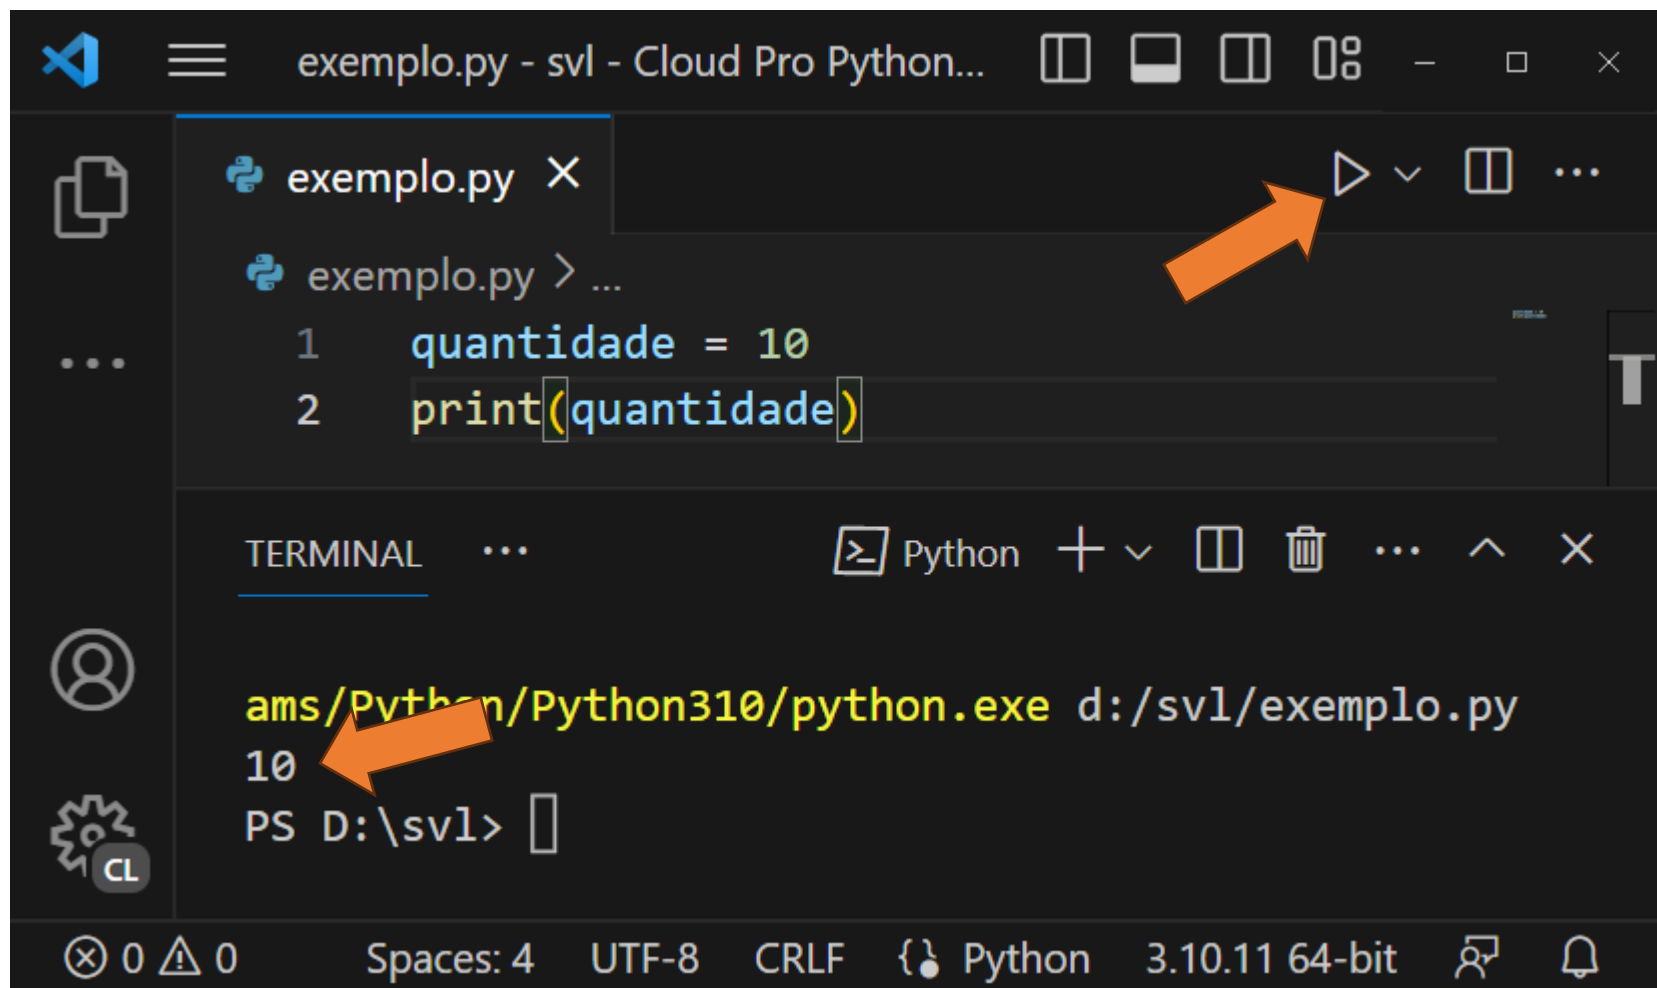 exemplo.py - svl - Cloud Pro Python...
exemplo.py
exemplo.py > ...
1 quantidade = 10
2 print(quantidade)
TERMINAL ... Python
ams/Python/Python310/python.exe d:/svl/exemplo.py
10
PS D:\svl>
CL
0 0 Spaces: 4 UTF-8 CRLF {} Python 3.10.11 64-bit